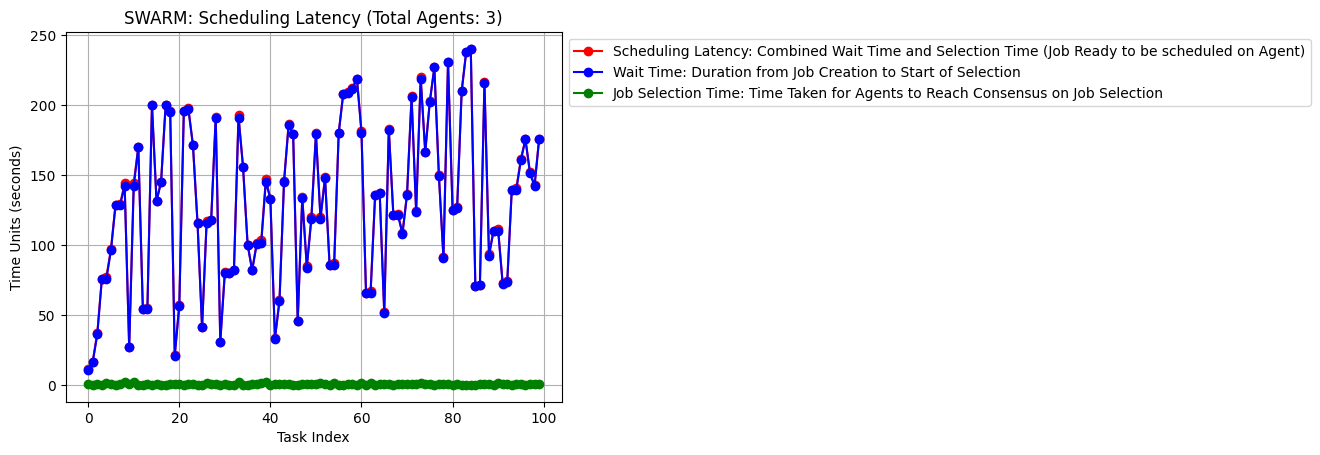 SWARM: Scheduling Latency (Total Agents: 3)
Scheduling Latency: Combined Wait Time and Selection Time (Job Ready to be scheduled on Agent)
Wait Time: Duration from Job Creation to Start of Selection
Job Selection Time: Time Taken for Agents to Reach Consensus on Job Selection
Time Units (seconds)
250
200
150
100
50
0
0 20 40 60 80 100
Task Index